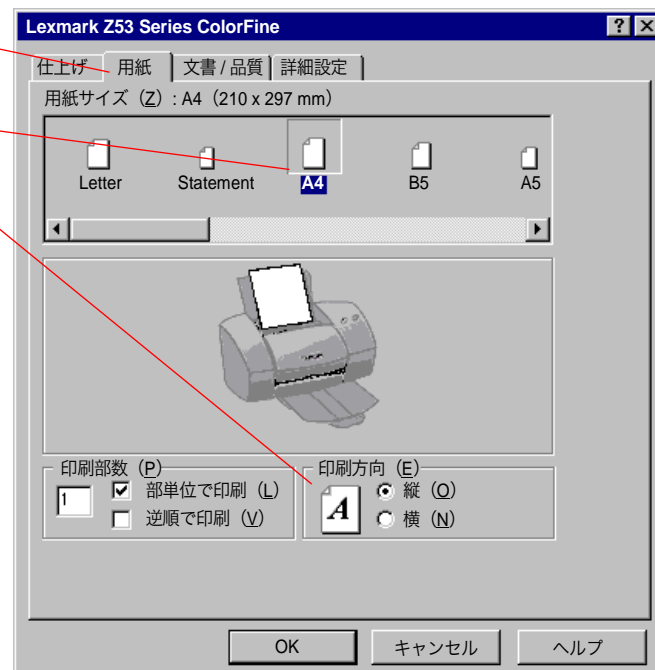 Lexmark Z53 Series ColorFine
仕上げ 用紙 文書 / 品質 詳細設定
用紙サイズ（Z）: A4（210 x 297 mm）
Letter Statement A4 B5 A5
印刷部数（P） 印刷方向（E）
1 部単位で印刷（L） A 縦（O）
逆順で印刷（V） 横（N）
OK キャンセル ヘルプ